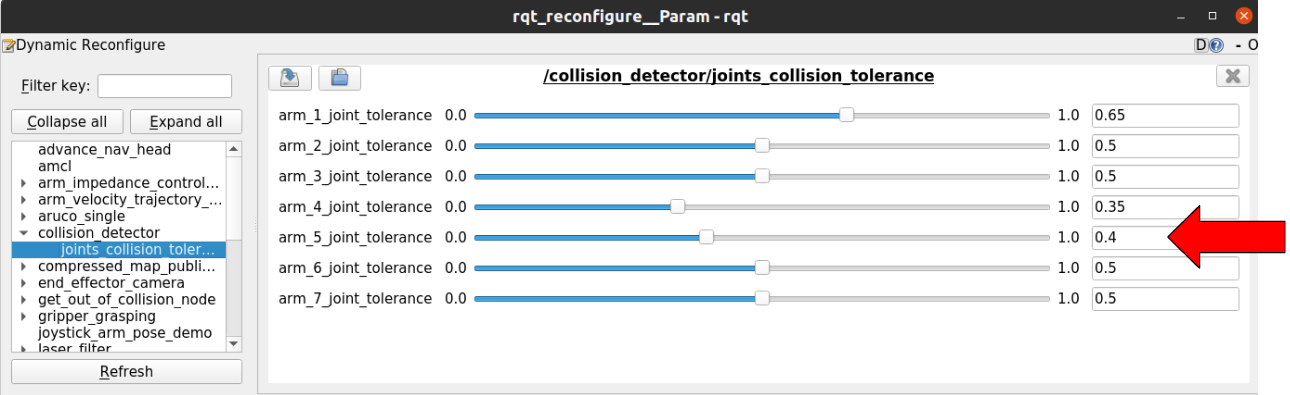 rqt_reconfigure__Param - rqt
Dynamic Reconfigure
D - O
Filter key:
Collapse all Expand all
advance_nav_head
amcl
arm_impedance_control...
arm_velocity_trajectory_...
aruco_single
collision_detector
joints_collision_toler...
compressed_map_publi...
end_effector_camera
get_out_of_collision_node
gripper_grasping
joystick_arm_pose_demo
laser_filter
Refresh
/collision_detector/joints_collision_tolerance
arm_1_joint_tolerance 0.0 1.0 0.65
arm_2_joint_tolerance 0.0 1.0 0.5
arm_3_joint_tolerance 0.0 1.0 0.5
arm_4_joint_tolerance 0.0 1.0 0.35
arm_5_joint_tolerance 0.0 1.0 0.4
arm_6_joint_tolerance 0.0 1.0 0.5
arm_7_joint_tolerance 0.0 1.0 0.5